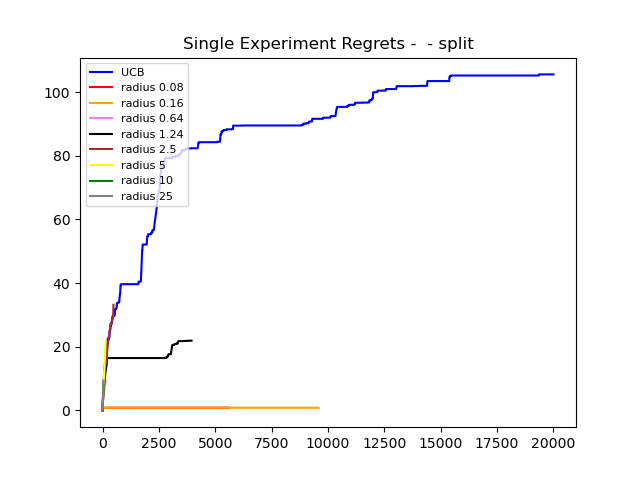 Single Experiment Regrets -  - split
UCB
radius 0.08
radius 0.16
radius 0.64
radius 1.24
radius 2.5
radius 5
radius 10
radius 25
100
80
60
40
20
0
0 2500 5000 7500 10000 12500 15000 17500 20000